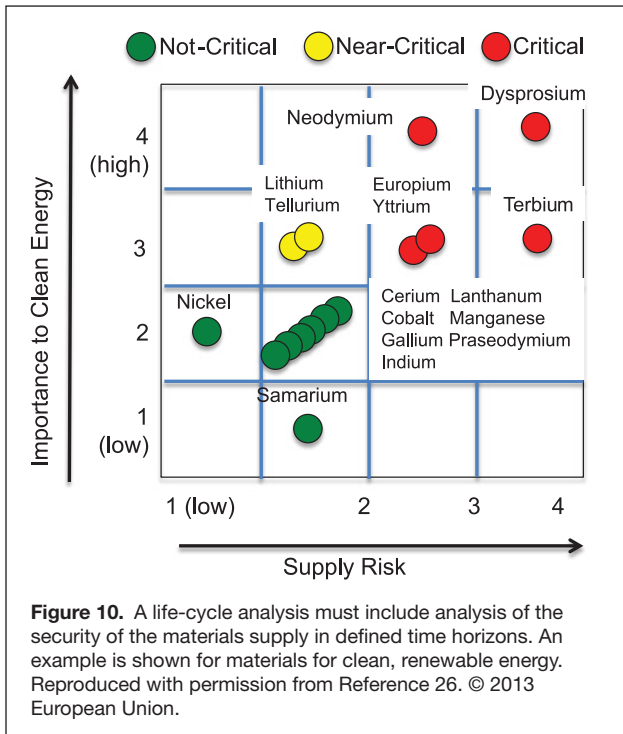 Not-Critical Near-Critical Critical
Importance to Clean Energy
4
(high)
3
2
1
(low)
Dysprosium
Neodymium
Lithium
Tellurium
Europium
Yttrium
Terbium
Nickel
Cerium Lanthanum
Cobalt Manganese
Gallium Praseodymium
Indium
Samarium
1 (low) 2 3 4
Supply Risk
Figure 10. A life-cycle analysis must include analysis of the
security of the materials supply in defined time horizons. An
example is shown for materials for clean, renewable energy.
Reproduced with permission from Reference 26. © 2013
European Union.